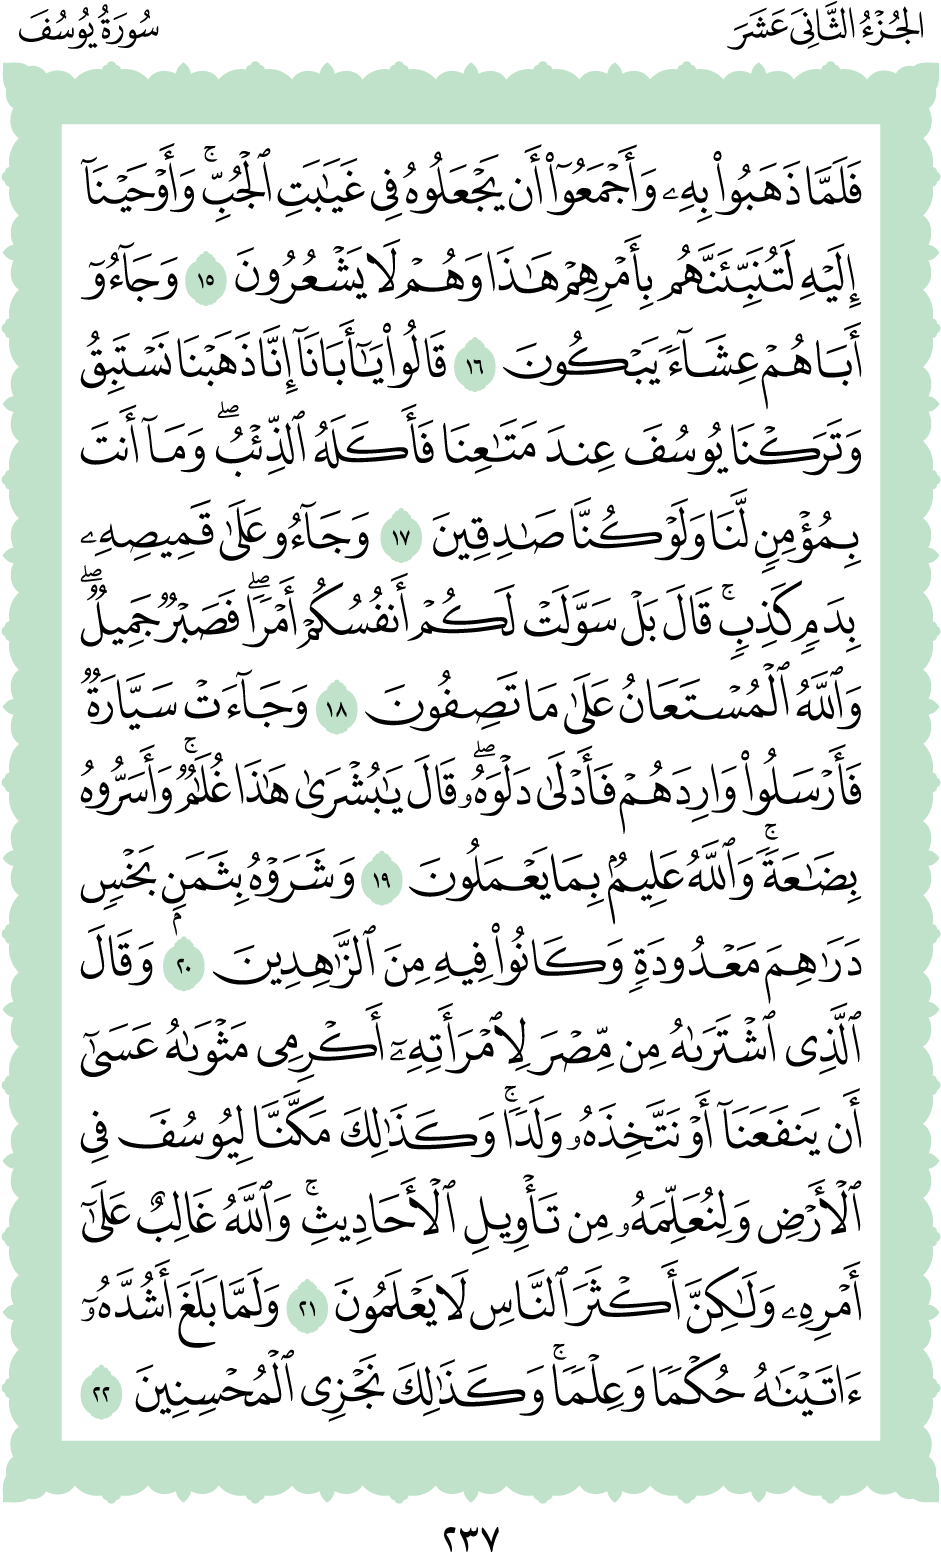 الجُزْءُ الثَّانِيَ عَشَرَ
سُورَةُ يُوسُفَ
فَلَمَّا ذَهَبُوا۟ بِهِۦ وَأَجْمَعُوٓا۟ أَن يَجْعَلُوهُ فِى غَيَـٰبَتِ ٱلْجُبِّ ۚ وَأَوْحَيْنَآ
إِلَيْهِ لَتُنَبِّئَنَّهُم بِأَمْرِهِمْ هَـٰذَا وَهُمْ لَا يَشْعُرُونَ ١٥ وَجَآءُوٓ
أَبَاهُمْ عِشَآءً يَبْكُونَ ١٦ قَالُوا۟ يَـٰٓأَبَانَآ إِنَّا ذَهَبْنَا نَسْتَبِقُ
وَتَرَكْنَا يُوسُفَ عِندَ مَتَـٰعِنَا فَأَكَلَهُ ٱلذِّئْبُ ۖ وَمَآ أَنتَ
بِمُؤْمِنٍ لَّنَا وَلَوْ كُنَّا صَـٰدِقِينَ ١٧ وَجَآءُو عَلَىٰ قَمِيصِهِۦ
بِدَمٍ كَذِبٍ ۚ قَالَ بَلْ سَوَّلَتْ لَكُمْ أَنفُسُكُمْ أَمْرًا ۖ فَصَبْرٌ جَمِيلٌ ۖ
وَٱللَّهُ ٱلْمُسْتَعَانُ عَلَىٰ مَا تَصِفُونَ ١٨ وَجَآءَتْ سَيَّارَةٌ
فَأَرْسَلُوا۟ وَارِدَهُمْ فَأَدْلَىٰ دَلْوَهُۥ ۖ قَالَ يَـٰبُشْرَىٰ هَـٰذَا غُلَـٰمٌ ۚ وَأَسَرُّوهُ
بِضَـٰعَةً ۚ وَٱللَّهُ عَلِيمٌۢ بِمَا يَعْمَلُونَ ١٩ وَشَرَوْهُ بِثَمَنٍۭ بَخْسٍ
دَرَٰهِمَ مَعْدُودَةٍ وَكَانُوا۟ فِيهِ مِنَ ٱلزَّٰهِدِينَ ٢٠ وَقَالَ
ٱلَّذِى ٱشْتَرَىٰهُ مِن مِّصْرَ لِٱمْرَأَتِهِۦٓ أَكْرِمِى مَثْوَىٰهُ عَسَىٰٓ
أَن يَنفَعَنَآ أَوْ نَتَّخِذَهُۥ وَلَدًا ۚ وَكَذَٰلِكَ مَكَّنَّا لِيُوسُفَ فِى
ٱلْأَرْضِ وَلِنُعَلِّمَهُۥ مِن تَأْوِيلِ ٱلْأَحَادِيثِ ۚ وَٱللَّهُ غَالِبٌ عَلَىٰٓ
أَمْرِهِۦ وَلَـٰكِنَّ أَكْثَرَ ٱلنَّاسِ لَا يَعْلَمُونَ ٢١ وَلَمَّا بَلَغَ أَشُدَّهُۥٓ
ءَاتَيْنَـٰهُ حُكْمًا وَعِلْمًا ۚ وَكَذَٰلِكَ نَجْزِى ٱلْمُحْسِنِينَ ٢٢
٢٣٧